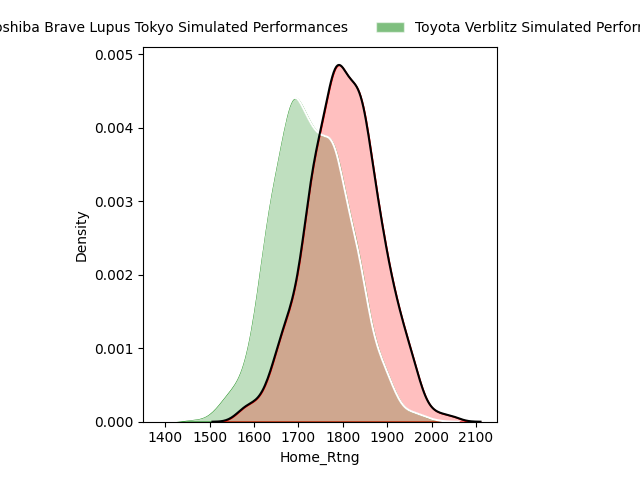 oshiba Brave Lupus Tokyo Simulated Performances
Toyota Verblitz Simulated Perfor
0.005
0.004
0.003
0.002
0.001
0.000
Density
1400 1500 1600 1700 1800 1900 2000 2100
Home_Rtng